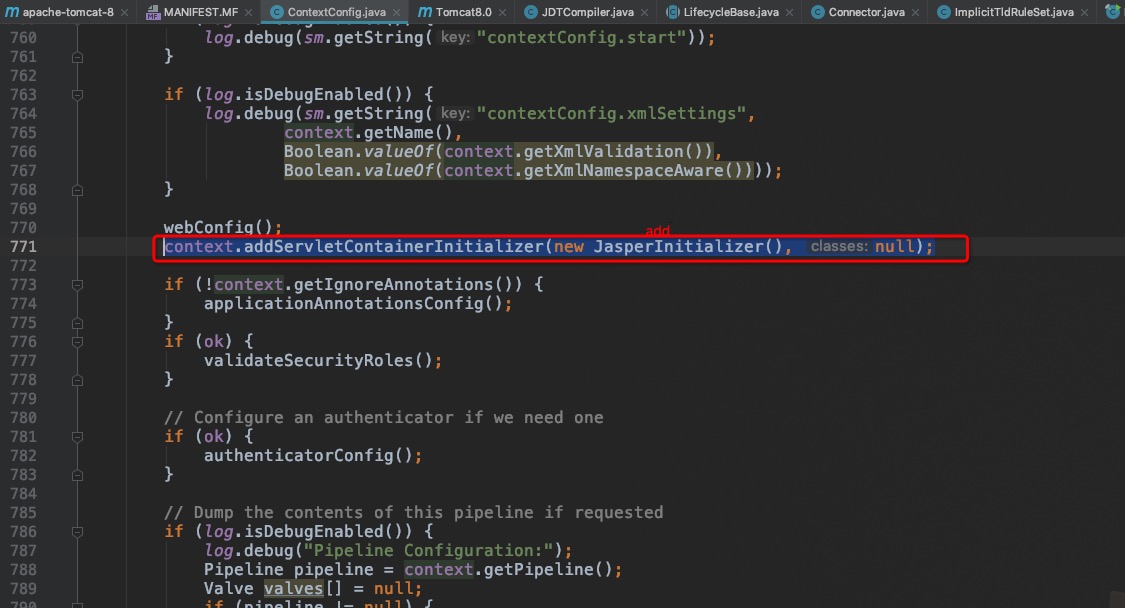 apache-tomcat-8 MANIFEST.MF ContextConfig.java Tomcat8.0 JDTCompiler.java LifecycleBase.java Connector.java ImplicitTldRuleSet.java
760 log.debug(sm.getString( key: "contextConfig.start"));
761 }
762
763 if (log.isDebugEnabled()) {
764 log.debug(sm.getString( key: "contextConfig.xmlSettings",
765 context.getName(),
766 Boolean.valueOf(context.getXmlValidation()),
767 Boolean.valueOf(context.getXmlNamespaceAware())));
768 }
769
770 webConfig();
add
771 context.addServletContainerInitializer(new JasperInitializer(), classes: null);
772
773 if (!context.getIgnoreAnnotations()) {
774 applicationAnnotationsConfig();
775 }
776 if (ok) {
777 validateSecurityRoles();
778 }
779
780 // Configure an authenticator if we need one
781 if (ok) {
782 authenticatorConfig();
783 }
784
785 // Dump the contents of this pipeline if requested
786 if (log.isDebugEnabled()) {
787 log.debug("Pipeline Configuration:");
788 Pipeline pipeline = context.getPipeline();
789 Valve valves[] = null;
790 if (pipeline != null) {